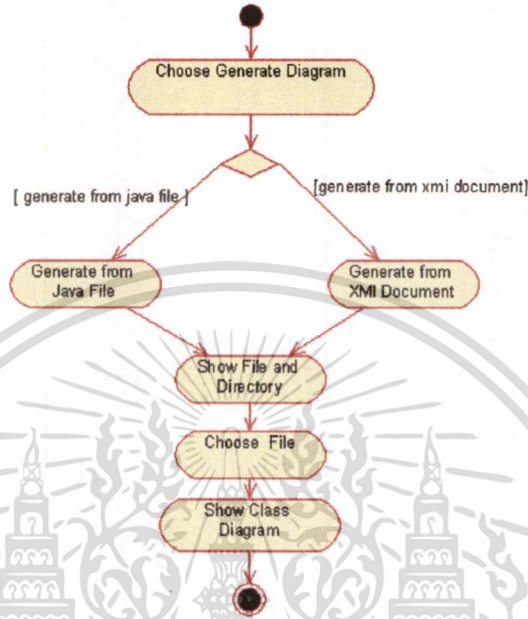 Choose Generate Diagram
[ generate from java file ]
[generate from xmi document]
Generate from
Java File
Generate from
XMI Document
Show File and
Directory
Choose File
Show Class
Diagram